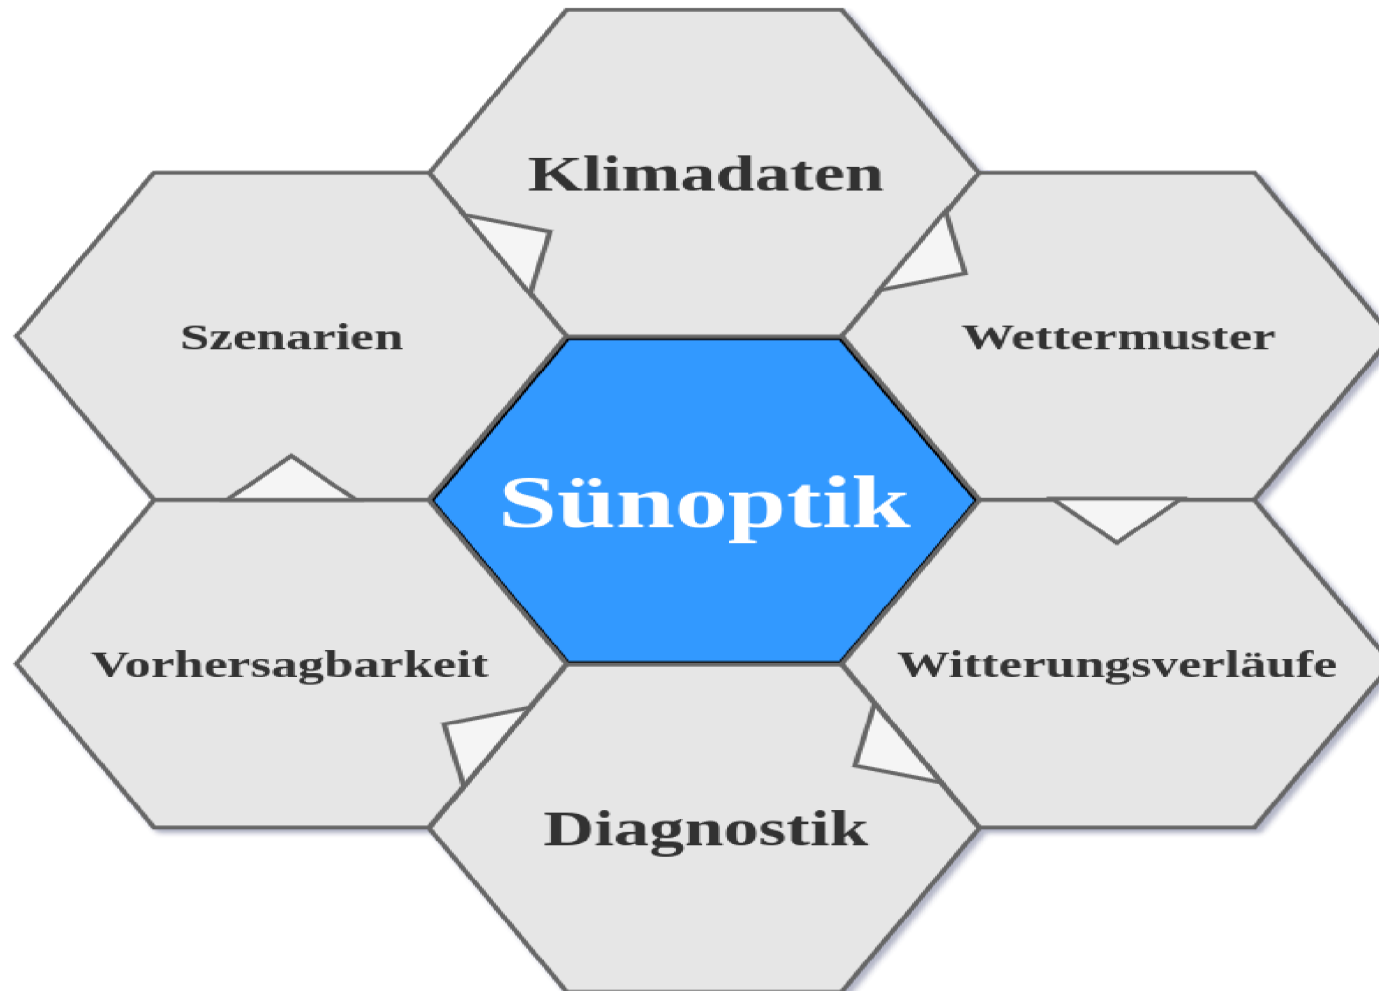 Klimadaten
Szenarien
Wettermuster
Sünoptik
Vorhersagbarkeit
Witterungsverläufe
Diagnostik